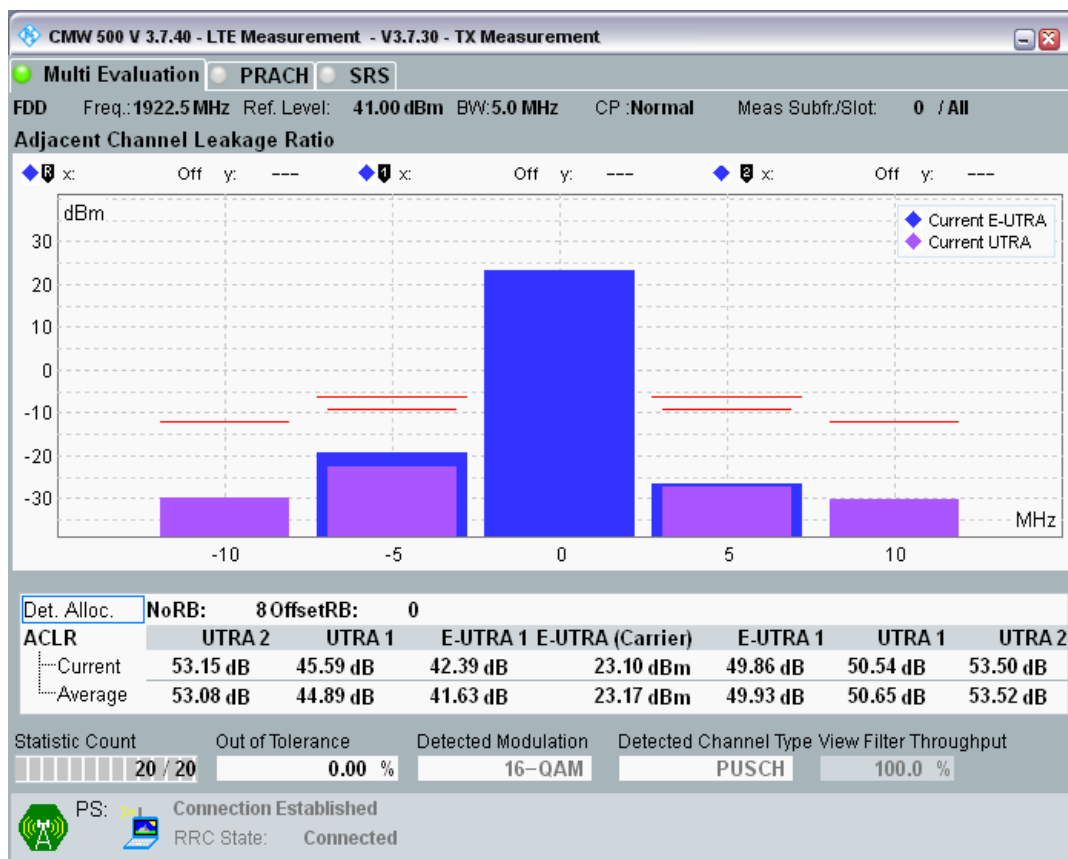 CMW 500 V 3.7.40 - LTE Measurement - V3.7.30 - TX Measurement
Multi Evaluation PRACH SRS
FDD Freq.: 1922.5 MHz Ref. Level: 41.00 dBm BW: 5.0 MHz CP : Normal Meas Subfr./Slot: 0 / All
Adjacent Channel Leakage Ratio
R x: Off y: --- 1 x: Off y: --- 2 x: Off y: ---
dBm
Current E-UTRA
Current UTRA
30
20
10
0
-10
-20
-30
MHz
-10 -5 0 5 10
Det. Alloc. NoRB: 8 OffsetRB: 0
ACLR UTRA 2 UTRA 1 E-UTRA 1 E-UTRA (Carrier) E-UTRA 1 UTRA 1 UTRA 2
Current 53.15 dB 45.59 dB 42.39 dB 23.10 dBm 49.86 dB 50.54 dB 53.50 dB
Average 53.08 dB 44.89 dB 41.63 dB 23.17 dBm 49.93 dB 50.65 dB 53.52 dB
Statistic Count Out of Tolerance Detected Modulation Detected Channel Type View Filter Throughput
20 / 20 0.00 % 16-QAM PUSCH 100.0 %
PS: Connection Established
RRC State: Connected